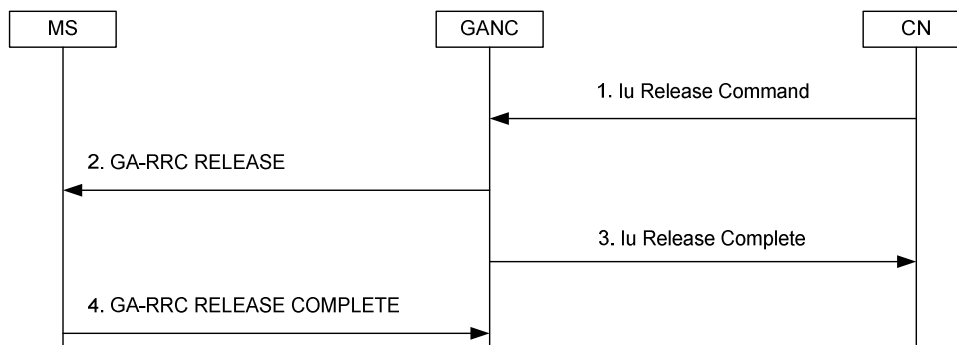 MS
GANC
CN
1. Iu Release Command
2. GA-RRC RELEASE
3. Iu Release Complete
4. GA-RRC RELEASE COMPLETE